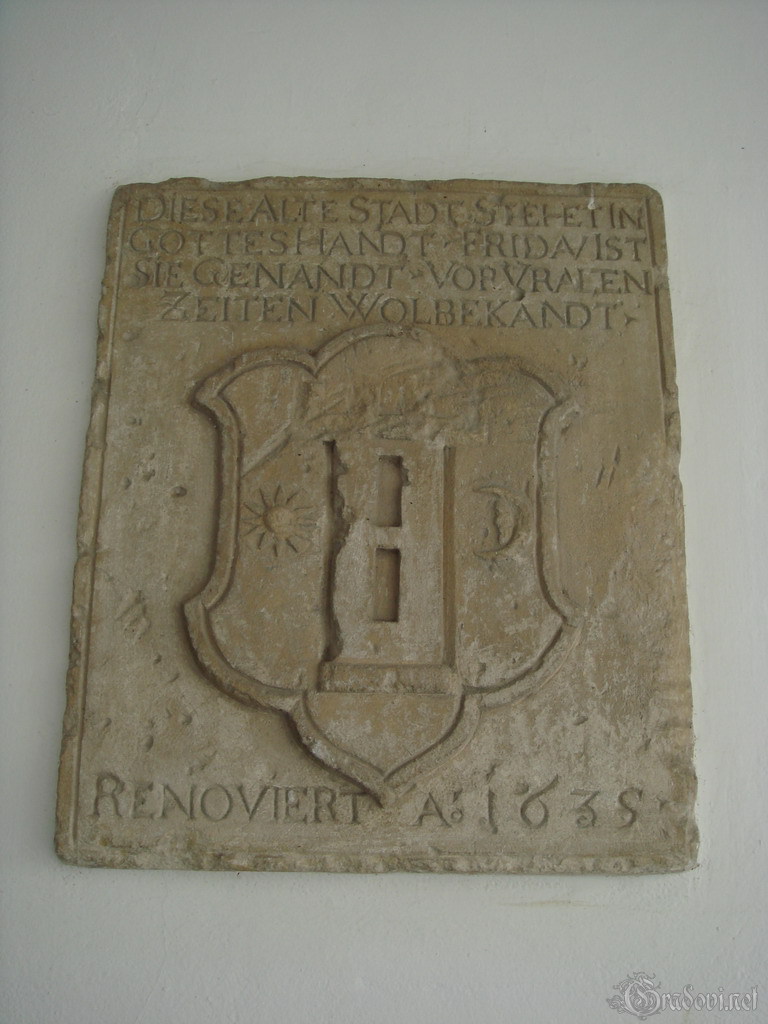 DIESE ALTE STADT STEHET IN
GOTTES HANDT · FRIDAV IST
SIE GENANDT · VOR VRALEN
ZEITEN WOLBEKANDT ·
RENOVIERT A: 1635
Gradovi.net